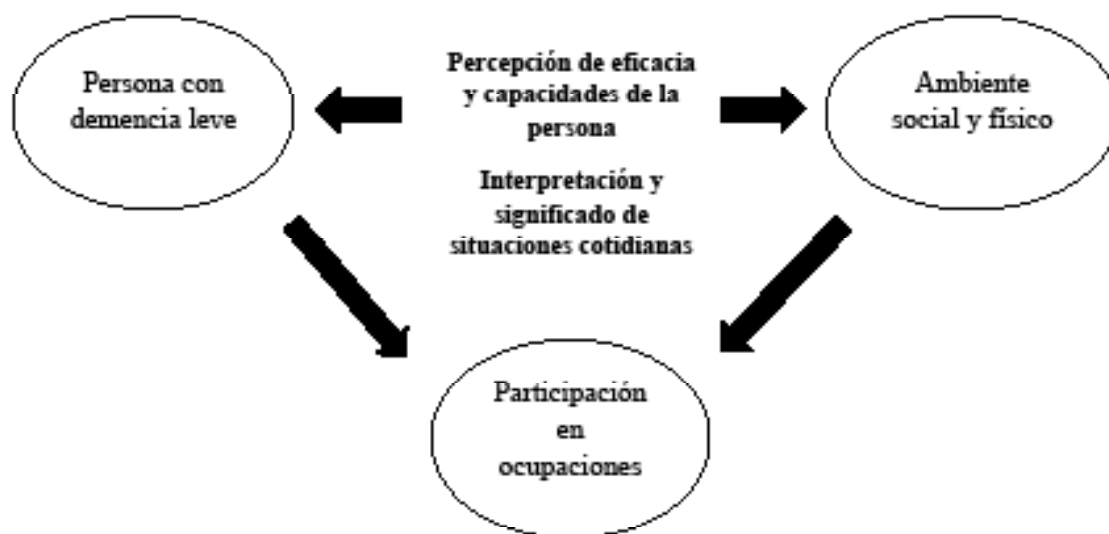 Persona con
demencia leve
Percepción de eficacia
y capacidades de la
persona
Interpretación y
significado de
situaciones cotidianas
Ambiente
social y físico
Participación
en
ocupaciones